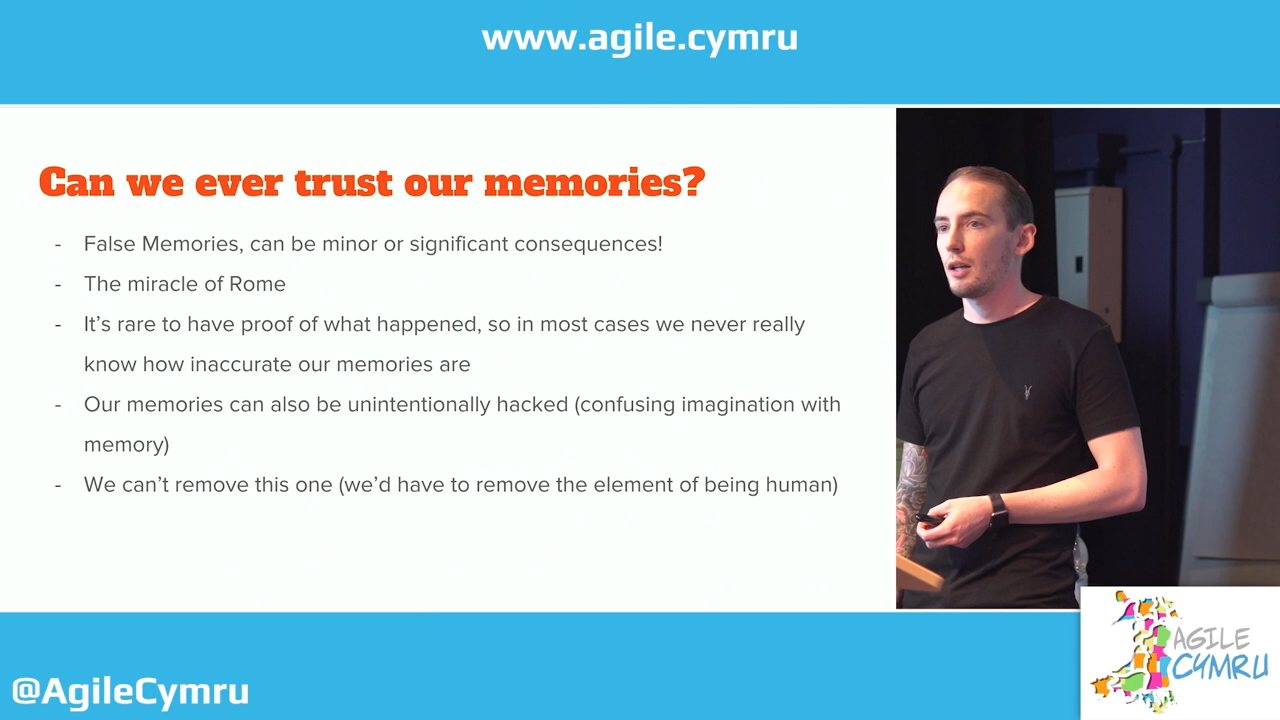 www.agile.cymru
Can we ever trust our memories?
- False Memories, can be minor or significant consequences!
- The miracle of Rome
- It's rare to have proof of what happened, so in most cases we never really
know how inaccurate our memories are
- Our memories can also be unintentionally hacked (confusing imagination with
memory)
- We can't remove this one (we'd have to remove the element of being human)
AGILE
CYMRU
@AgileCymru